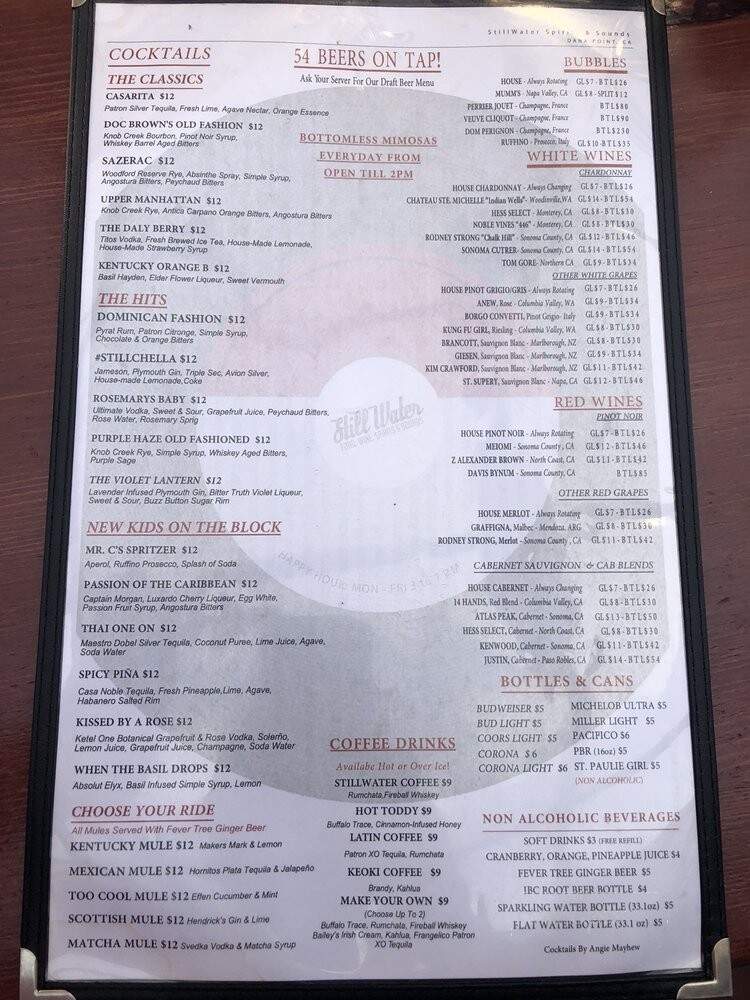 StillWater Spirits & Sounds
DANA POINT, CA
COCKTAILS
THE CLASSICS
CASARITA $12
Patron Silver Tequila, Fresh Lime, Agave Nectar, Orange Essence
DOC BROWN'S OLD FASHION $12
Knob Creek Bourbon, Pinot Noir Syrup,
Whiskey Barrel Aged Bitters
SAZERAC $12
Woodford Reserve Rye, Absinthe Spray, Simple Syrup,
Angostura Bitters, Peychaud Bitters
UPPER MANHATTAN $12
Knob Creek Rye, Antica Carpano Orange Bitters, Angostura Bitters
THE DALY BERRY $12
Titos Vodka, Fresh Brewed Ice Tea, House-Made Lemonade,
House-Made Strawberry Syrup
KENTUCKY ORANGE B $12
Basil Hayden, Elder Flower Liqueur, Sweet Vermouth
THE HITS
DOMINICAN FASHION $12
Pyrat Rum, Patron Citronge, Simple Syrup,
Chocolate & Orange Bitters
#STILLCHELLA $12
Jameson, Plymouth Gin, Triple Sec, Avion Silver,
House-made Lemonade,Coke
ROSEMARYS BABY $12
Ultimate Vodka, Sweet & Sour, Grapefruit Juice, Peychaud Bitters,
Rose Water, Rosemary Sprig
PURPLE HAZE OLD FASHIONED $12
Knob Creek Rye, Simple Syrup, Whiskey Aged Bitters,
Purple Sage
THE VIOLET LANTERN $12
Lavender Infused Plymouth Gin, Bitter Truth Violet Liqueur,
Sweet & Sour, Buzz Button Sugar Rim
NEW KIDS ON THE BLOCK
MR. C'S SPRITZER $12
Aperol, Ruffino Prosecco, Splash of Soda
PASSION OF THE CARIBBEAN $12
Captain Morgan, Luxardo Cherry Liqueur, Egg White,
Passion Fruit Syrup, Angostura Bitters
THAI ONE ON $12
Maestro Dobel Silver Tequila, Coconut Puree, Lime Juice, Agave,
Soda Water
SPICY PIÑA $12
Casa Noble Tequila, Fresh Pineapple,Lime, Agave,
Habanero Salted Rim
KISSED BY A ROSE $12
Ketel One Botanical Grapefruit & Rose Vodka, Solerno,
Lemon Juice, Grapefruit Juice, Champagne, Soda Water
WHEN THE BASIL DROPS $12
Absolut Elyx, Basil Infused Simple Syrup, Lemon
CHOOSE YOUR RIDE
All Mules Served With Fever Tree Ginger Beer
KENTUCKY MULE $12 Makers Mark & Lemon
MEXICAN MULE $12 Hornitos Plata Tequila & Jalapeño
TOO COOL MULE $12 Effen Cucumber & Mint
SCOTTISH MULE $12 Hendrick's Gin & Lime
MATCHA MULE $12 Svedka Vodka & Matcha Syrup
54 BEERS ON TAP!
Ask Your Server For Our Draft Beer Menu
BOTTOMLESS MIMOSAS
EVERYDAY FROM
OPEN TILL 2PM
Still Water
HAPPY HOUR MON - FRI 3 to 7 PM
COFFEE DRINKS
Availabe Hot or Over Ice!
STILLWATER COFFEE $9
Rumchata,Fireball Whiskey
HOT TODDY $9
Buffalo Trace, Cinnamon-Infused Honey
LATIN COFFEE $9
Patron XO Tequila, Rumchata
KEOKI COFFEE $9
Brandy, Kahlua
MAKE YOUR OWN $9
(Choose Up To 2)
Buffalo Trace, Rumchata, Fireball Whiskey
Bailey's Irish Cream, Kahlua, Frangelico Patron
XO Tequila
BUBBLES
HOUSE - Always Rotating GL$7-BTL$26
MUMM'S - Napa Valley, CA GL$8 - SPLIT $12
PERRIER JOUET - Champagne, France BTL$80
VEUVE CLIQUOT - Champagne, France BTL$90
DOM PERIGNON - Champagne, France BTL$230
RUFFINO - Prosecco, Italy GL$10-BTL$35
WHITE WINES
CHARDONNAY
HOUSE CHARDONNAY - Always Changing GL$7-BTL$26
CHATEAU STE. MICHELLE "Indian Wells"- Woodinville,WA GL$14-BTL$54
HESS SELECT - Monterey, CA GL$8-BTL$30
NOBLE VINES "446" - Monterey, CA GL$8-BTL$30
RODNEY STRONG "Chalk Hill" - Sonoma County, CA GL$12-BTL$46
SONOMA CUTRER- Sonoma County, CA GL$14-BTL$54
TOM GORE- Northern CA GL$9-BTL$34
OTHER WHITE GRAPES
HOUSE PINOT GRIGIO/GRIS - Always Rotating GL$7-BTL$26
ANEW, Rose - Columbia Valley, WA GL$9-BTL$34
BORGO CONVETTI, Pinot Grigio- Italy GL$9-BTL$34
KUNG FU GIRL, Riesling - Columbia Valley, WA GL$8-BTL$30
BRANCOTT, Sauvignon Blanc - Marlborough, NZ GL$8-BTL$30
GIESEN, Sauvignon Blanc - Marlborough, NZ GL$9-BTL$34
KIM CRAWFORD, Sauvignon Blanc - Marlborough, NZ GL$11-BTL$42
ST. SUPERY, Sauvignon Blanc - Napa, CA GL$12-BTL$46
RED WINES
PINOT NOIR
HOUSE PINOT NOIR - Always Rotating GL$7-BTL$26
MEIOMI - Sonoma County, CA GL$12-BTL$46
Z ALEXANDER BROWN - North Coast, CA GL$11-BTL$42
DAVIS BYNUM - Sonoma County, CA BTL$85
OTHER RED GRAPES
HOUSE MERLOT - Always Rotating GL$7-BTL$26
GRAFFIGNA, Malbec - Mendoza, ARG GL$8-BTL$30
RODNEY STRONG, Merlot - Sonoma County, CA GL$11-BTL$42
CABERNET SAUVIGNON & CAB BLENDS
HOUSE CABERNET - Always Changing GL$7-BTL$26
14 HANDS, Red Blend - Columbia Valley, CA GL$8-BTL$30
ATLAS PEAK, Cabernet - Sonoma, CA GL$13-BTL$50
HESS SELECT, Cabernet - North Coast, CA GL$8-BTL$30
KENWOOD, Cabernet - Sonoma, CA GL$11-BTL$42
JUSTIN, Cabernet - Paso Robles, CA GL$14-BTL$54
BOTTLES & CANS
BUDWEISER $5 MICHELOB ULTRA $5
BUD LIGHT $5 MILLER LIGHT $5
COORS LIGHT $5 PACIFICO $6
CORONA $6 PBR (16oz) $5
CORONA LIGHT $6 ST. PAULIE GIRL $5
(NON ALCOHOLIC)
NON ALCOHOLIC BEVERAGES
SOFT DRINKS $3 (FREE REFILL)
CRANBERRY, ORANGE, PINEAPPLE JUICE $4
FEVER TREE GINGER BEER $5
IBC ROOT BEER BOTTLE $4
SPARKLING WATER BOTTLE (33.1oz) $5
FLAT WATER BOTTLE (33.1 oz) $5
Cocktails By Angie Mayhew